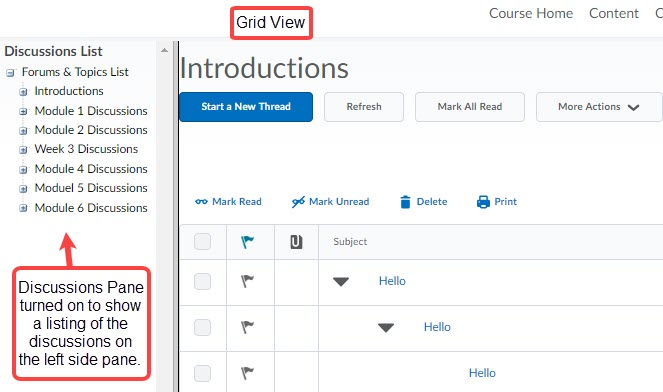 Grid View
Course Home Content
Discussions List
Forums & Topics List
Introductions
Module 1 Discussions
Module 2 Discussions
Week 3 Discussions
Module 4 Discussions
Moduel 5 Discussions
Module 6 Discussions
Discussions Pane
turned on to show
a listing of the
discussions on
the left side pane.
Introductions
Start a New Thread Refresh Mark All Read More Actions
Mark Read Mark Unread Delete Print
Subject
Hello
Hello
Hello